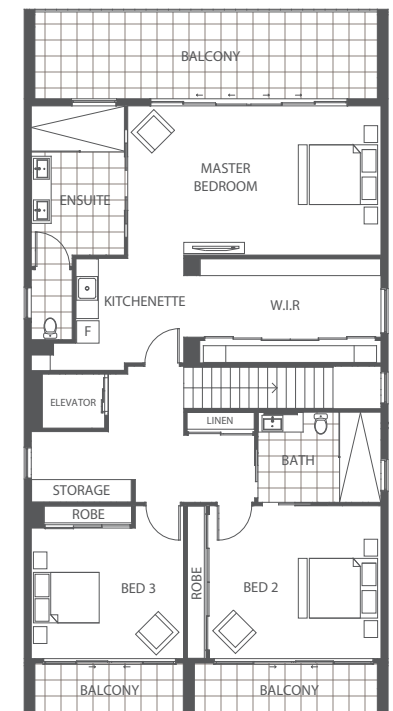 BALCONY
MASTER
BEDROOM
ENSUITE
KITCHENETTE
W.I.R
F
ELEVATOR
LINEN
BATH
STORAGE
ROBE
ROBE
BED 3
BED 2
BALCONY
BALCONY